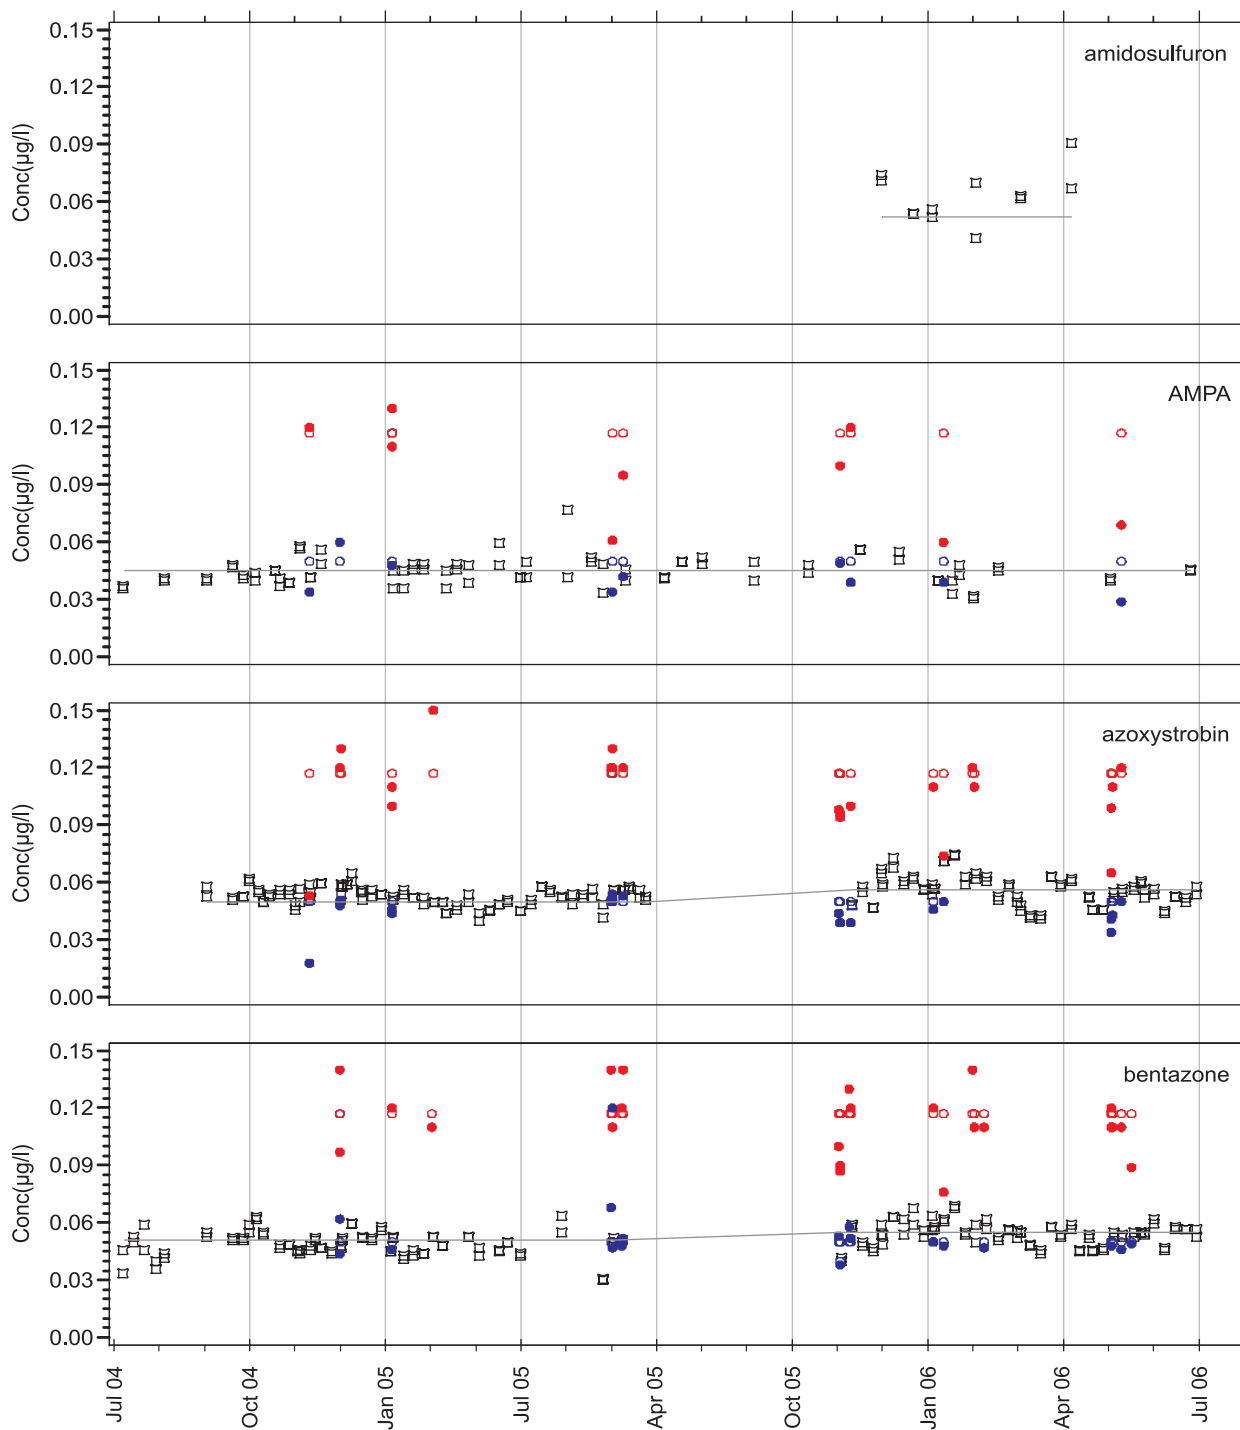 0.15
amidosulfuron
0.12
0.09
0.06
0.03
0.00
Conc(µg/l)
0.15
AMPA
0.12
0.09
0.06
0.03
0.00
Conc(µg/l)
0.15
azoxystrobin
0.12
0.09
0.06
0.03
0.00
Conc(µg/l)
0.15
bentazone
0.12
0.09
0.06
0.03
0.00
Conc(µg/l)
Jul 04
Oct 04
Jan 05
Jul 05
Apr 05
Oct 05
Jan 06
Apr 06
Jul 06